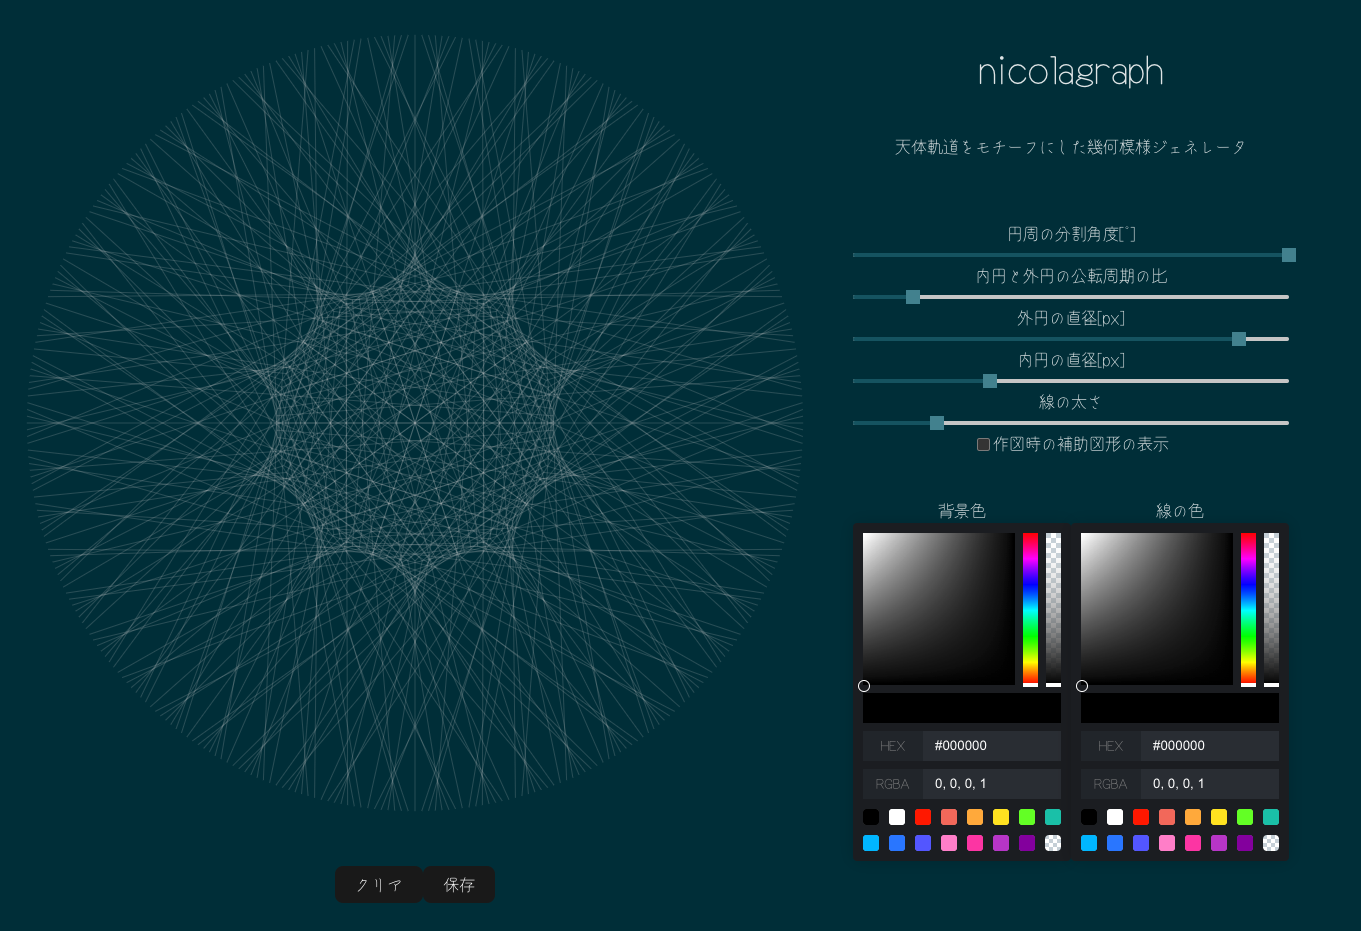 nicolagraph
天体軌道をモチーフにした幾何模様ジェネレータ
円周の分割角度[°]
内円と外円の公転周期の比
外円の直径[px]
内円の直径[px]
線の太さ
作図時の補助図形の表示
背景色 線の色
HEX #000000 HEX #000000
RGBA 0, 0, 0, 1 RGBA 0, 0, 0, 1
クリア 保存